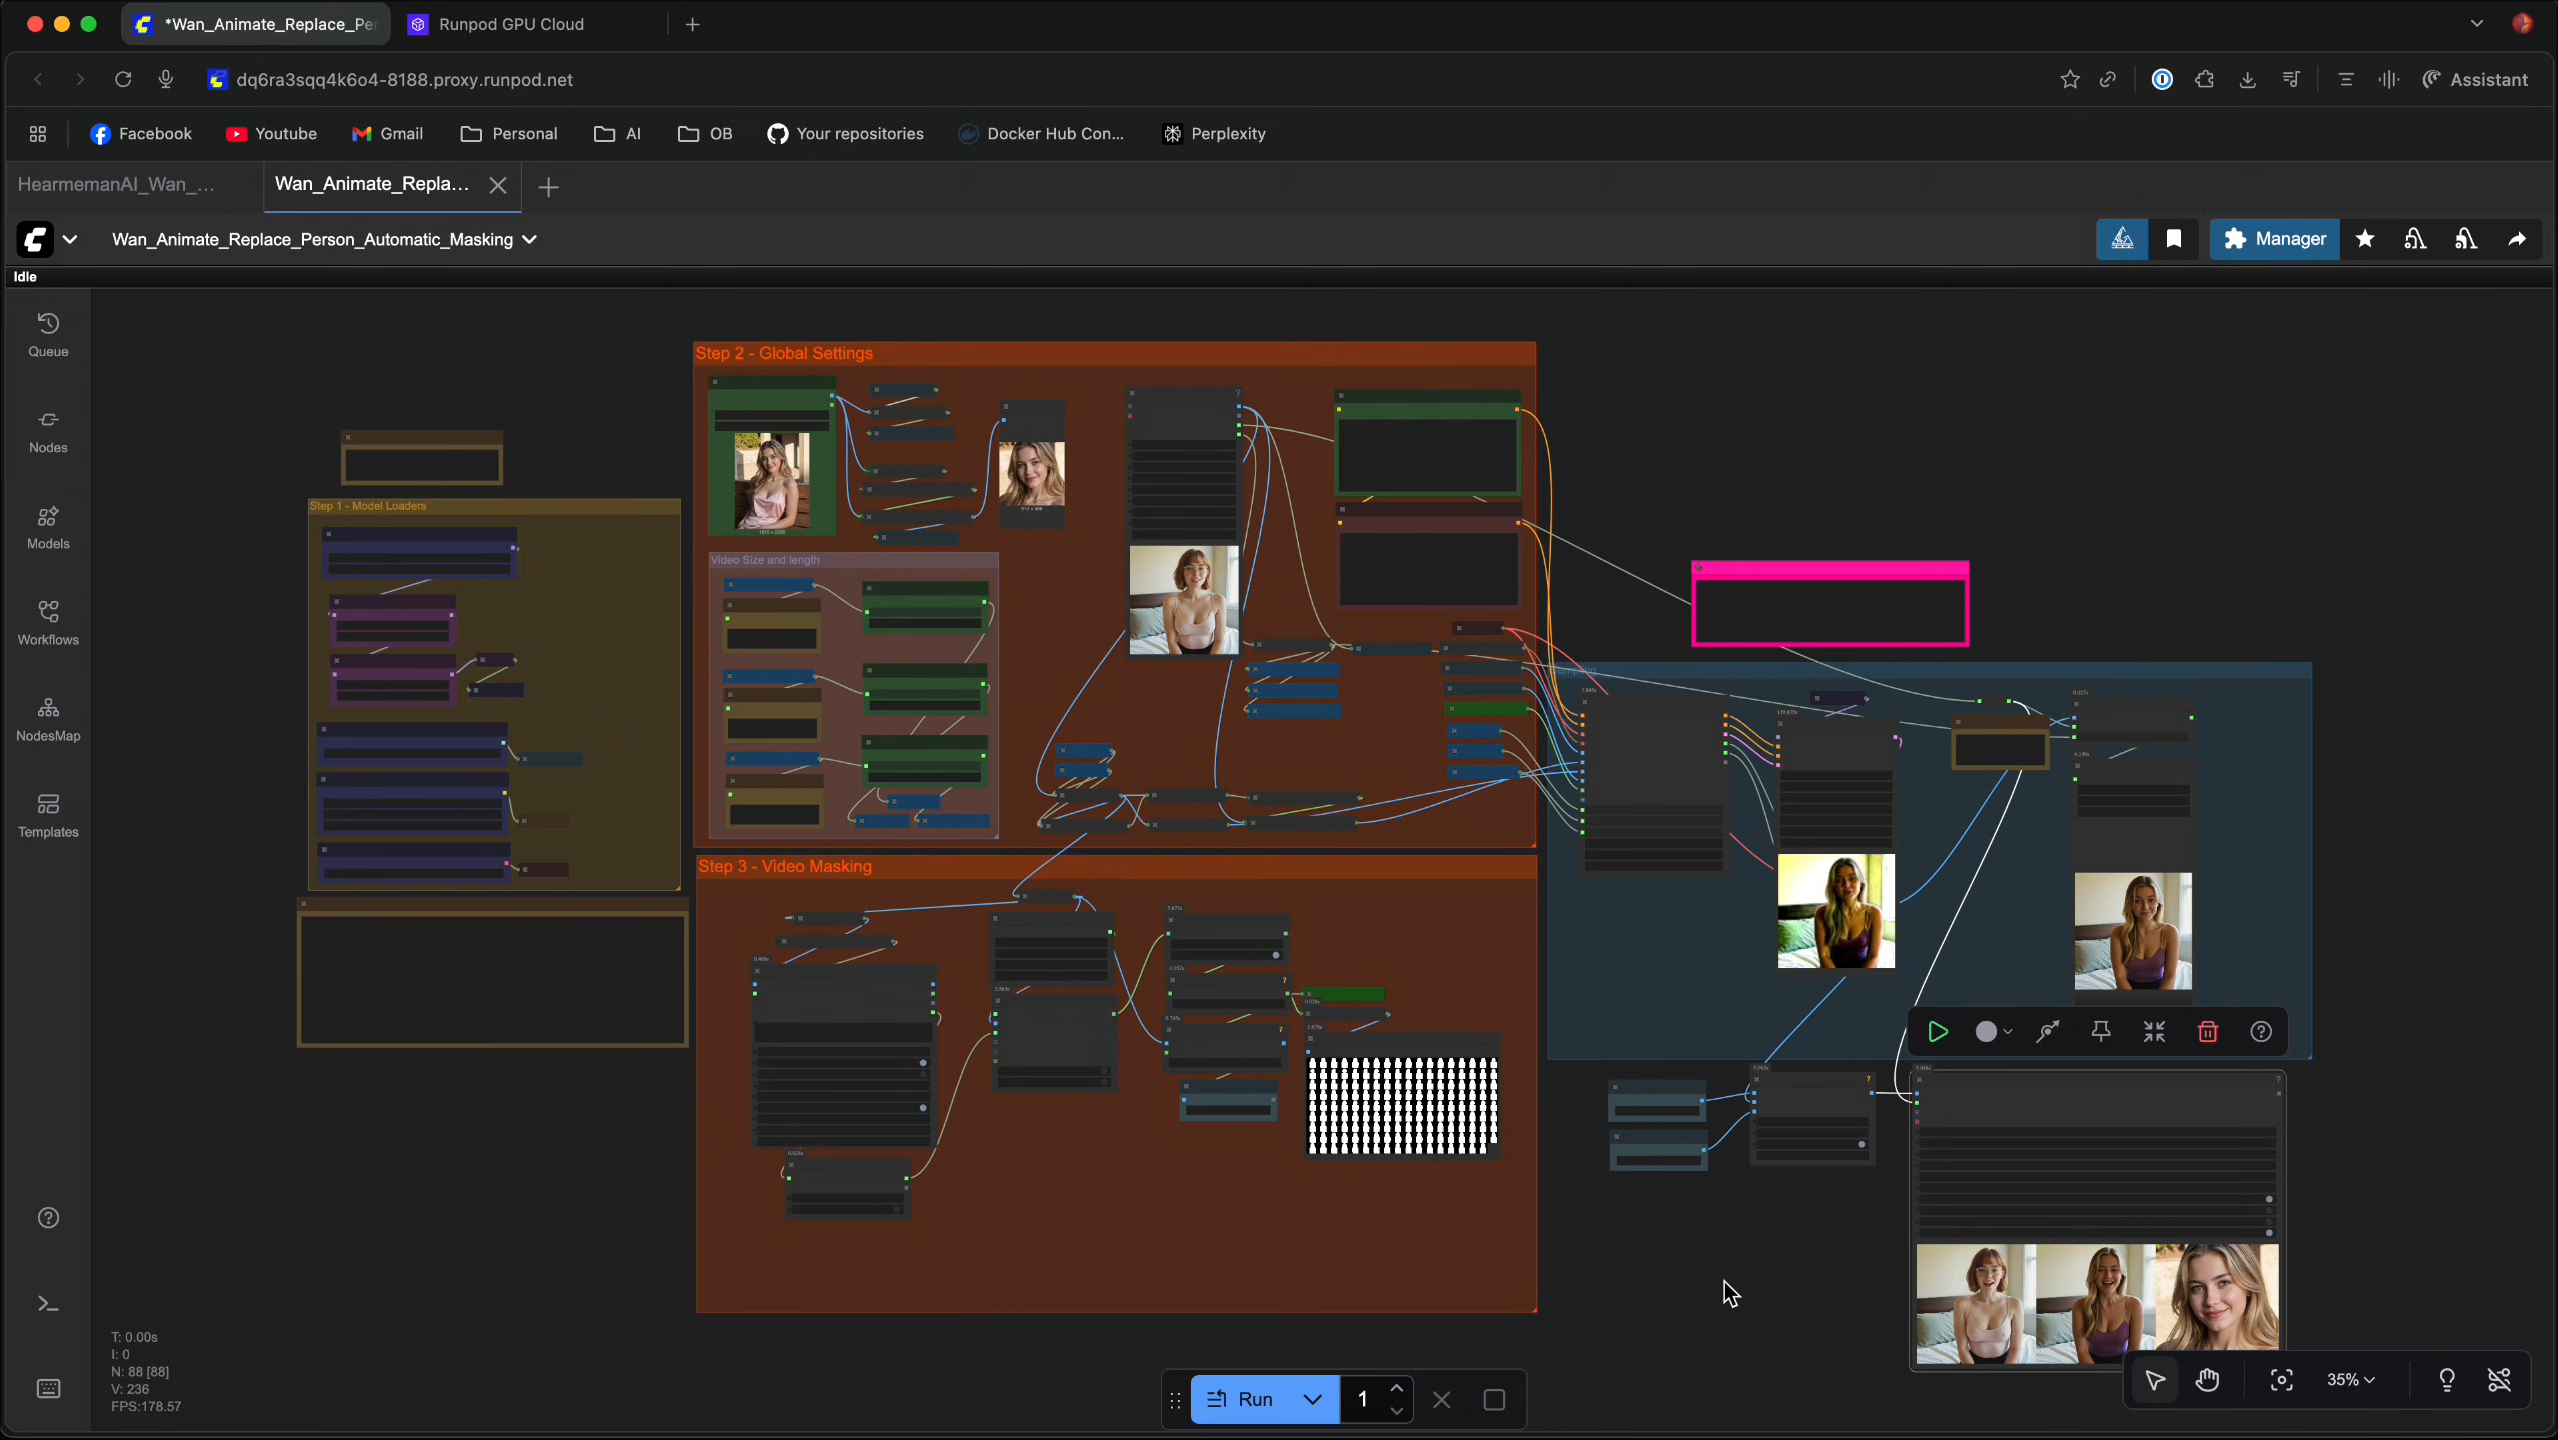 *Wan_Animate_Replace_Per
Runpod GPU Cloud
dq6ra3sqq4k6o4-8188.proxy.runpod.net
Assistant
Facebook
Youtube
Gmail
Personal
AI
OB
Your repositories
Docker Hub Con...
Perplexity
HearmemanAI_Wan_...
Wan_Animate_Repla...
Wan_Animate_Replace_Person_Automatic_Masking
Manager
Idle
Queue
Nodes
Models
Workflows
NodesMap
Templates
Step 1 - Model Loaders
Step 2 - Global Settings
Video Size and length
Step 3 - Video Masking
T: 0.00s
I: 0
N: 88 [88]
V: 236
FPS:178.57
Run
1
35%